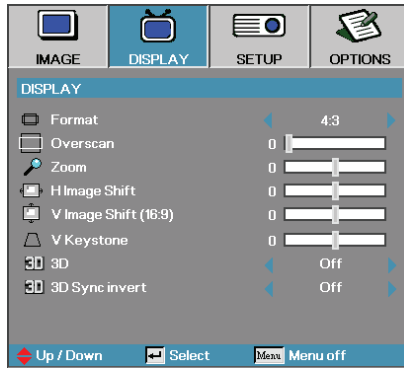 IMAGE DISPLAY SETUP OPTIONS
DISPLAY
Format 4:3
Overscan 0
Zoom 0
H Image Shift 0
V Image Shift (16:9) 0
V Keystone 0
3D 3D Off
3D 3D Sync invert Off
Up / Down Select Menu Menu off